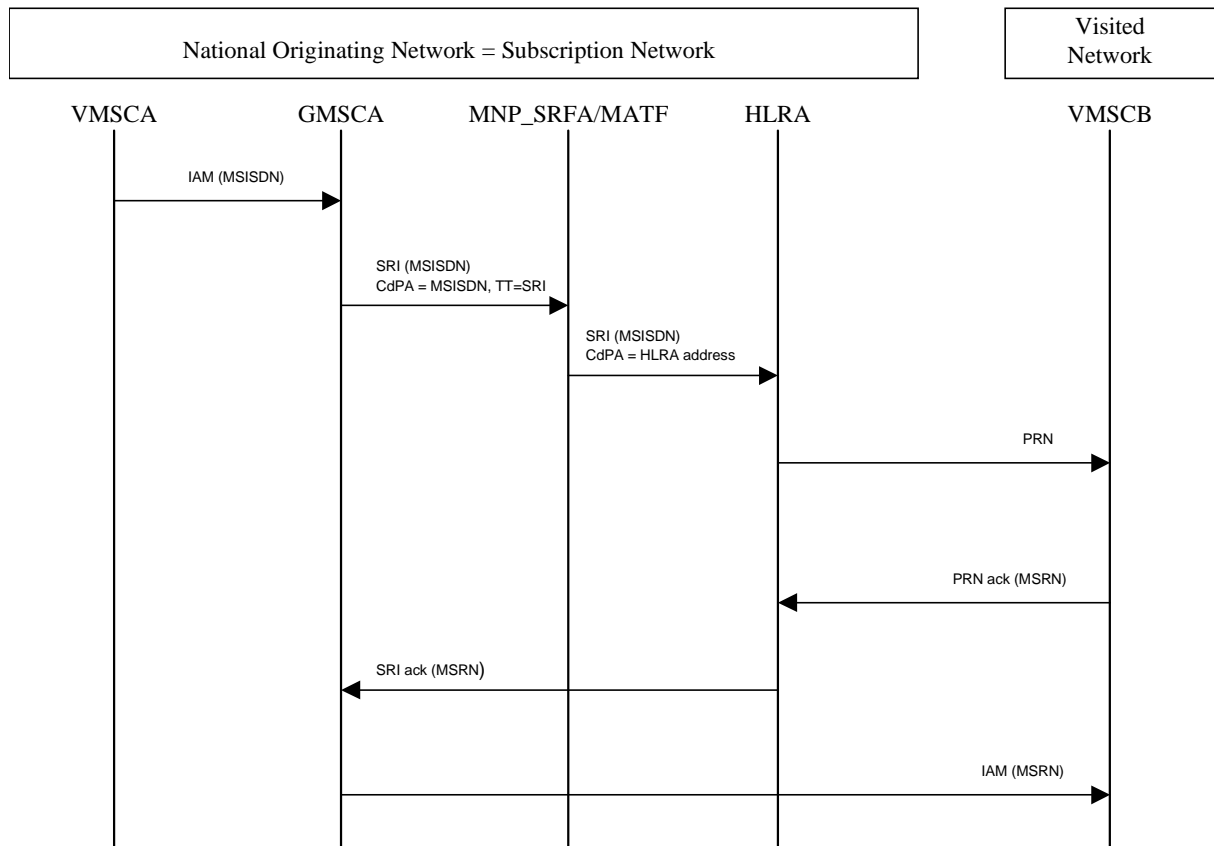 National Originating Network = Subscription Network
Visited
Network
VMSCA
GMSCA
MNP_SRFA/MATF
HLRA
VMSCB
IAM (MSISDN)
SRI (MSISDN)
CdPA = MSISDN, TT=SRI
SRI (MSISDN)
CdPA = HLRA address
PRN
PRN ack (MSRN)
SRI ack (MSRN)
IAM (MSRN)